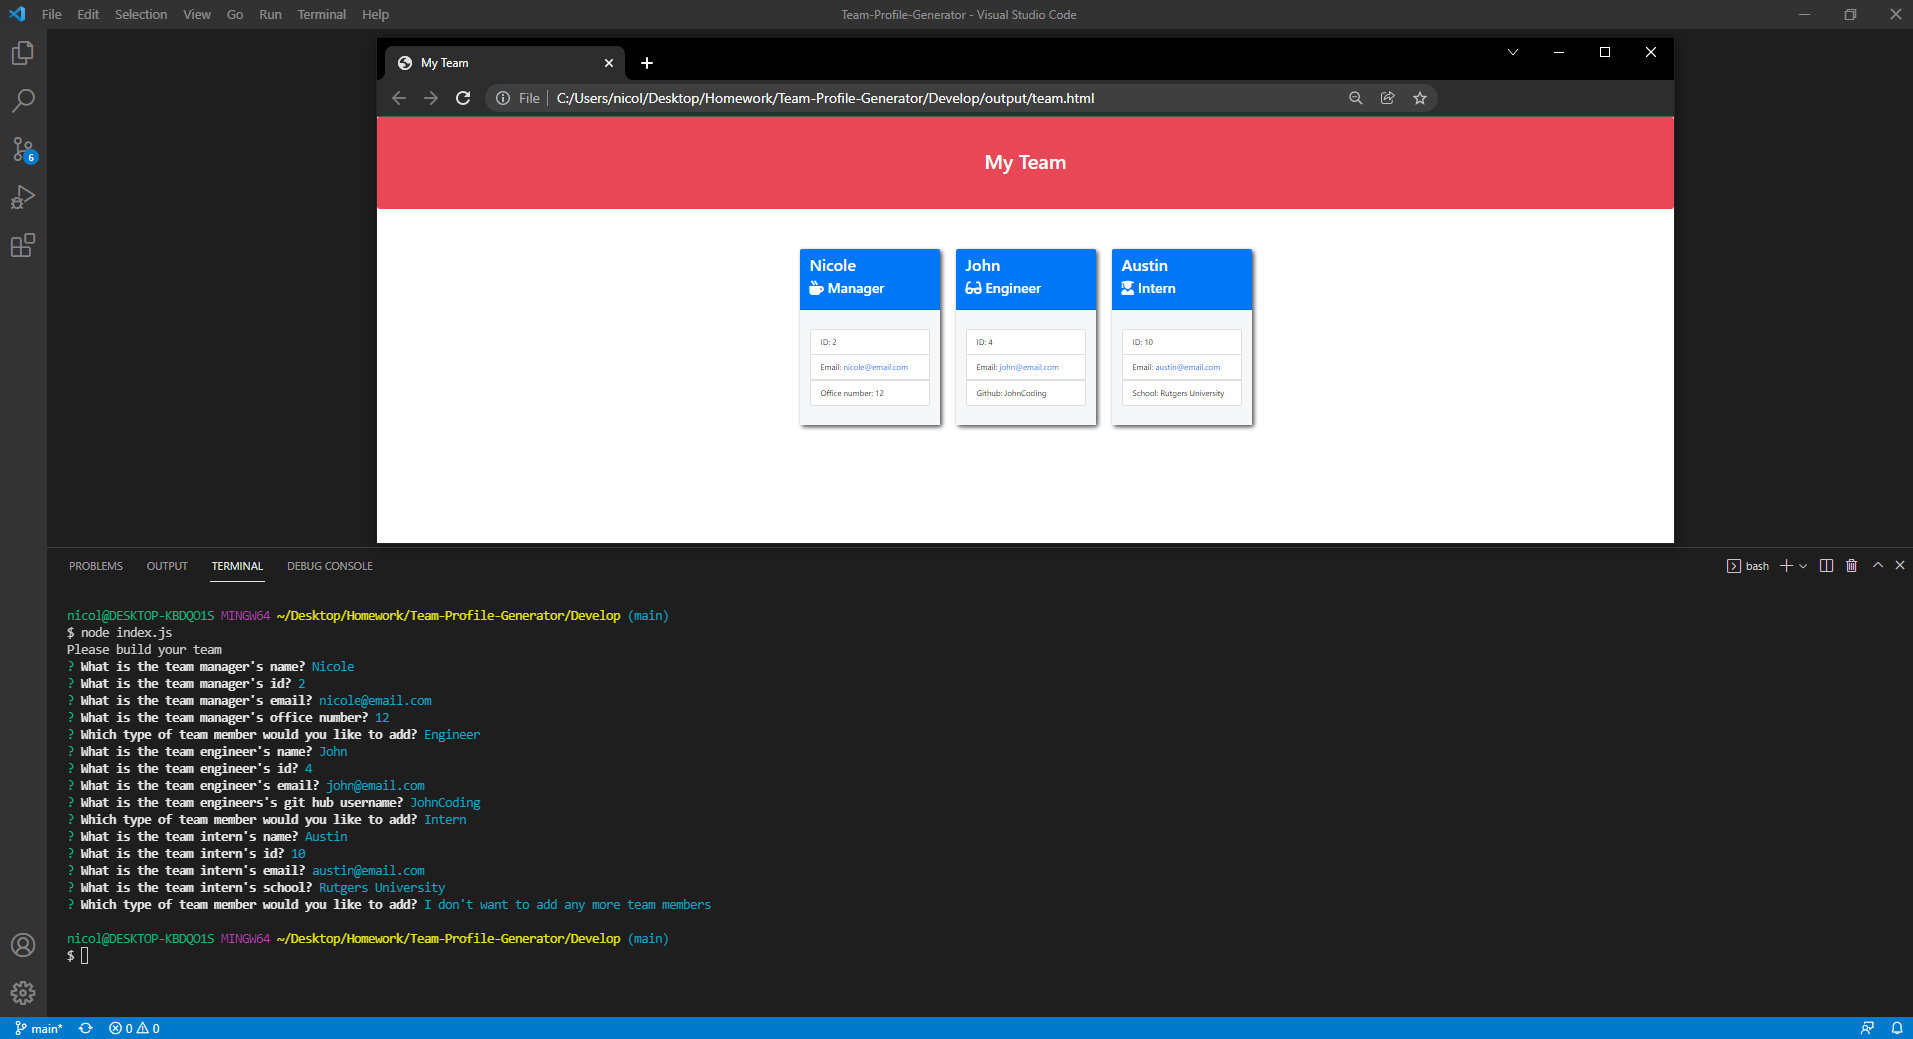 File Edit Selection View Go Run Terminal Help Team-Profile-Generator - Visual Studio Code
My Team
File C:/Users/nicol/Desktop/Homework/Team-Profile-Generator/Develop/output/team.html
My Team
Nicole
Manager
ID: 2
Email: nicole@email.com
Office number: 12
John
Engineer
ID: 4
Email: john@email.com
Github: JohnCoding
Austin
Intern
ID: 10
Email: austin@email.com
School: Rutgers University
6
PROBLEMS OUTPUT TERMINAL DEBUG CONSOLE bash
nicol@DESKTOP-KBDQO1S MINGW64 ~/Desktop/Homework/Team-Profile-Generator/Develop (main)
$ node index.js
Please build your team
? What is the team manager's name? Nicole
? What is the team manager's id? 2
? What is the team manager's email? nicole@email.com
? What is the team manager's office number? 12
? Which type of team member would you like to add? Engineer
? What is the team engineer's name? John
? What is the team engineer's id? 4
? What is the team engineer's email? john@email.com
? What is the team engineers's git hub username? JohnCoding
? Which type of team member would you like to add? Intern
? What is the team intern's name? Austin
? What is the team intern's id? 10
? What is the team intern's email? austin@email.com
? What is the team intern's school? Rutgers University
? Which type of team member would you like to add? I don't want to add any more team members
nicol@DESKTOP-KBDQO1S MINGW64 ~/Desktop/Homework/Team-Profile-Generator/Develop (main)
$
main* 0 0